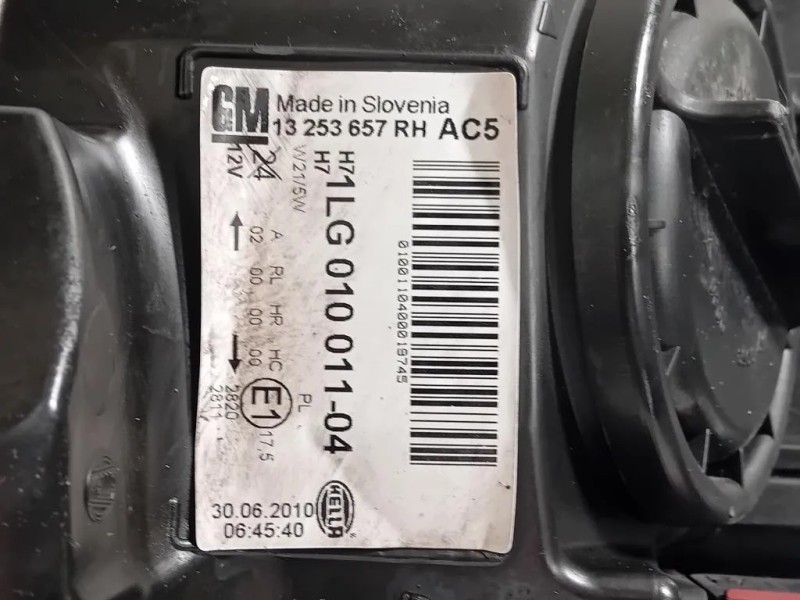 GM Made in Slovenia
13 253 657 RH AC5
24
12V
H7
H7
W21/5W
1LG 010 011-04
A RL HR HC PL
02 00 00 00
E1 17,5
2820
2811
01001104000019745
30.06.2010
06:45:40
HELLA